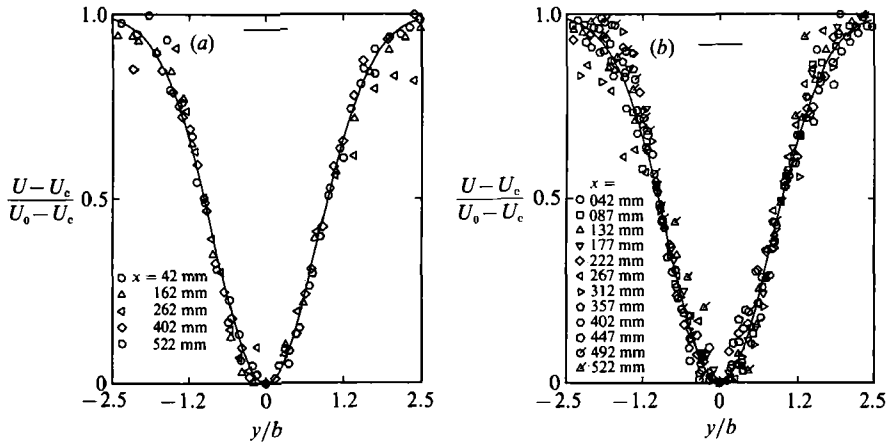 (a)
1.0
0.5
0
U − U_c
U_0 − U_c
x = 42 mm
162 mm
262 mm
402 mm
522 mm
−2.5
−1.2
0
1.2
2.5
y/b
(b)
1.0
0.5
0
U − U_c
U_0 − U_c
x =
042 mm
087 mm
132 mm
177 mm
222 mm
267 mm
312 mm
357 mm
402 mm
447 mm
492 mm
522 mm
−2.5
−1.2
0
1.2
2.5
y/b